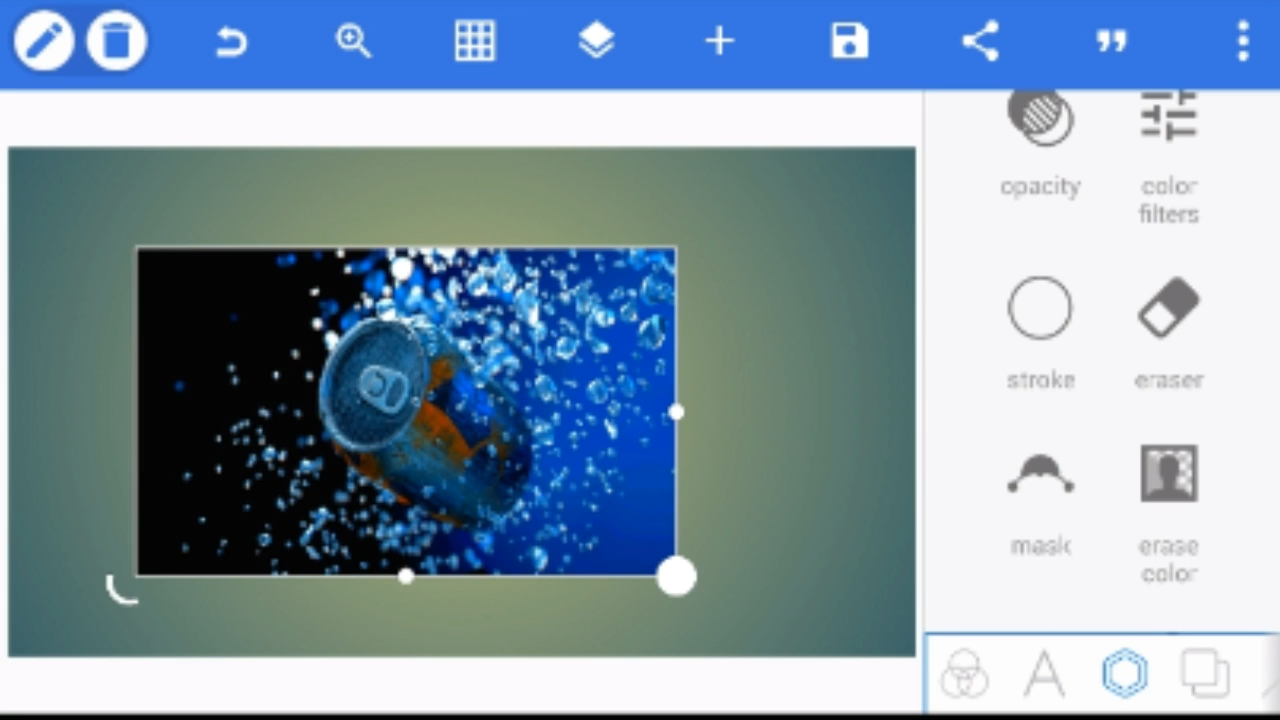 opacity
color
filters
stroke
eraser
mask
erase
color